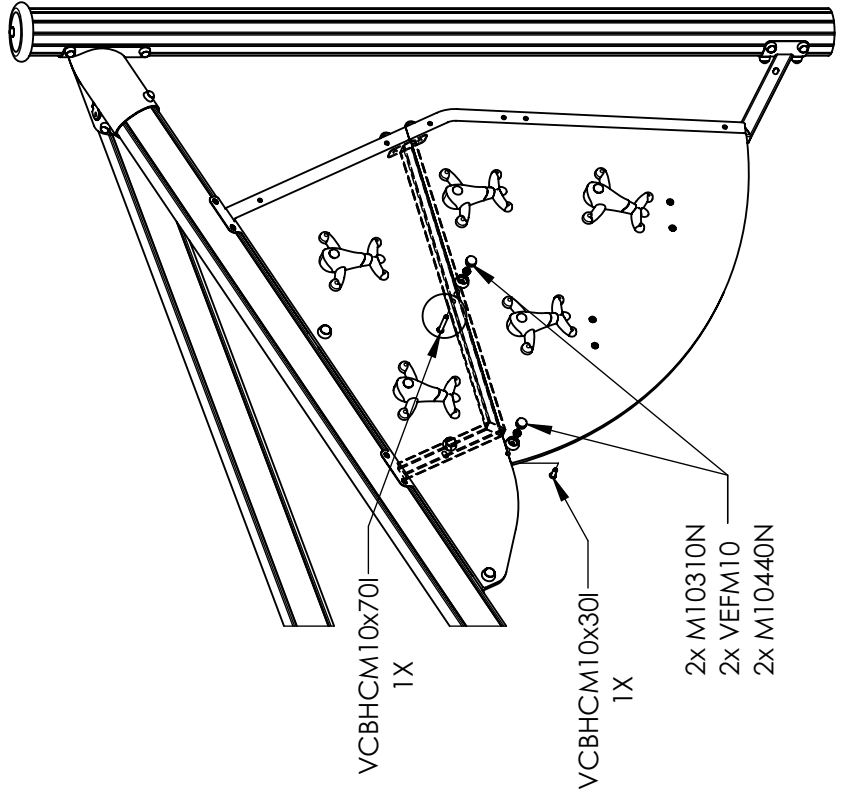 VCBHCM10x70I
1X
VCBHCM10x30I
1X
2x M10310N
2x VEFM10
2x M10440N